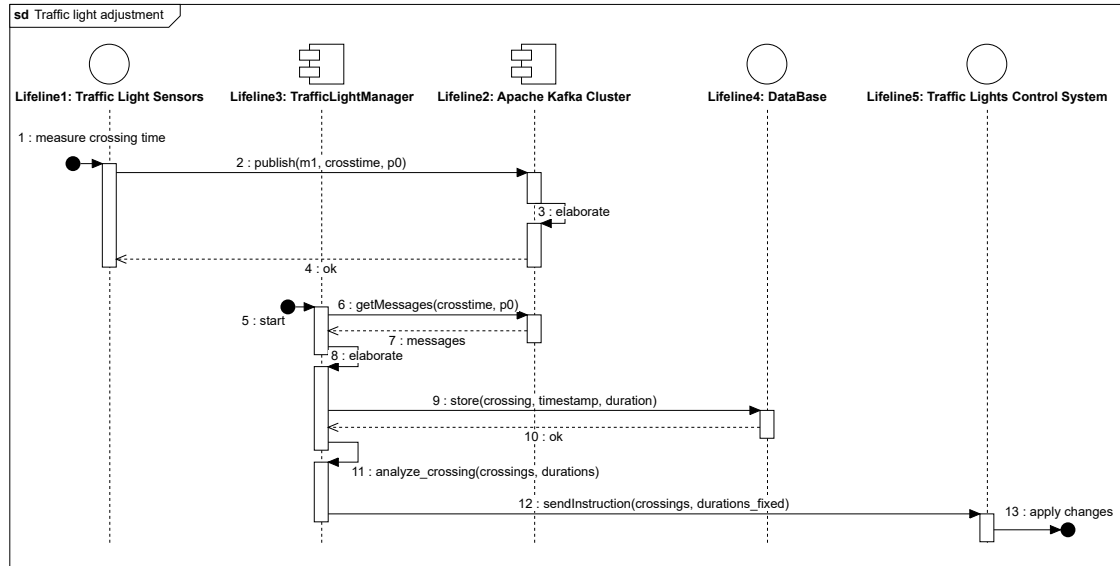 sd Traffic light adjustment
Lifeline1: Traffic Light Sensors
Lifeline3: TrafficLightManager
Lifeline2: Apache Kafka Cluster
Lifeline4: DataBase
Lifeline5: Traffic Lights Control System
1 : measure crossing time
2 : publish(m1, crosstime, p0)
3 : elaborate
4 : ok
5 : start
6 : getMessages(crosstime, p0)
7 : messages
8 : elaborate
9 : store(crossing, timestamp, duration)
10 : ok
11 : analyze_crossing(crossings, durations)
12 : sendInstruction(crossings, durations_fixed)
13 : apply changes